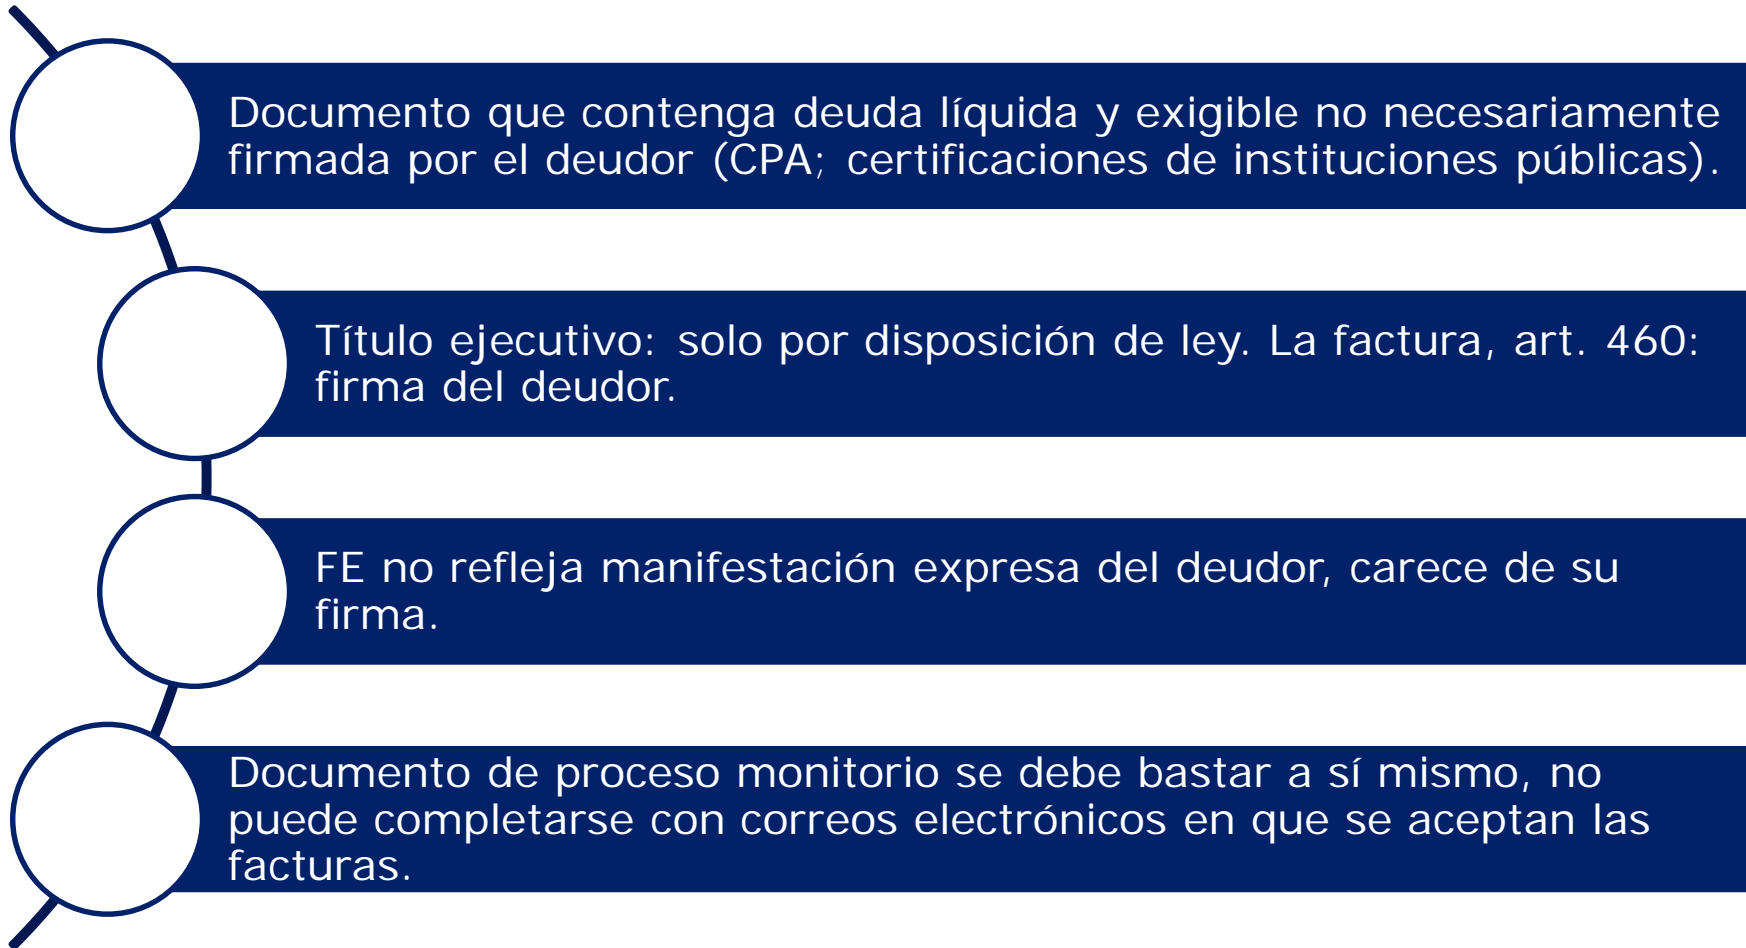 Documento que contenga deuda líquida y exigible no necesariamente
firmada por el deudor (CPA; certificaciones de instituciones públicas).
Título ejecutivo: solo por disposición de ley. La factura, art. 460:
firma del deudor.
FE no refleja manifestación expresa del deudor, carece de su
firma.
Documento de proceso monitorio se debe bastar a sí mismo, no
puede completarse con correos electrónicos en que se aceptan las
facturas.